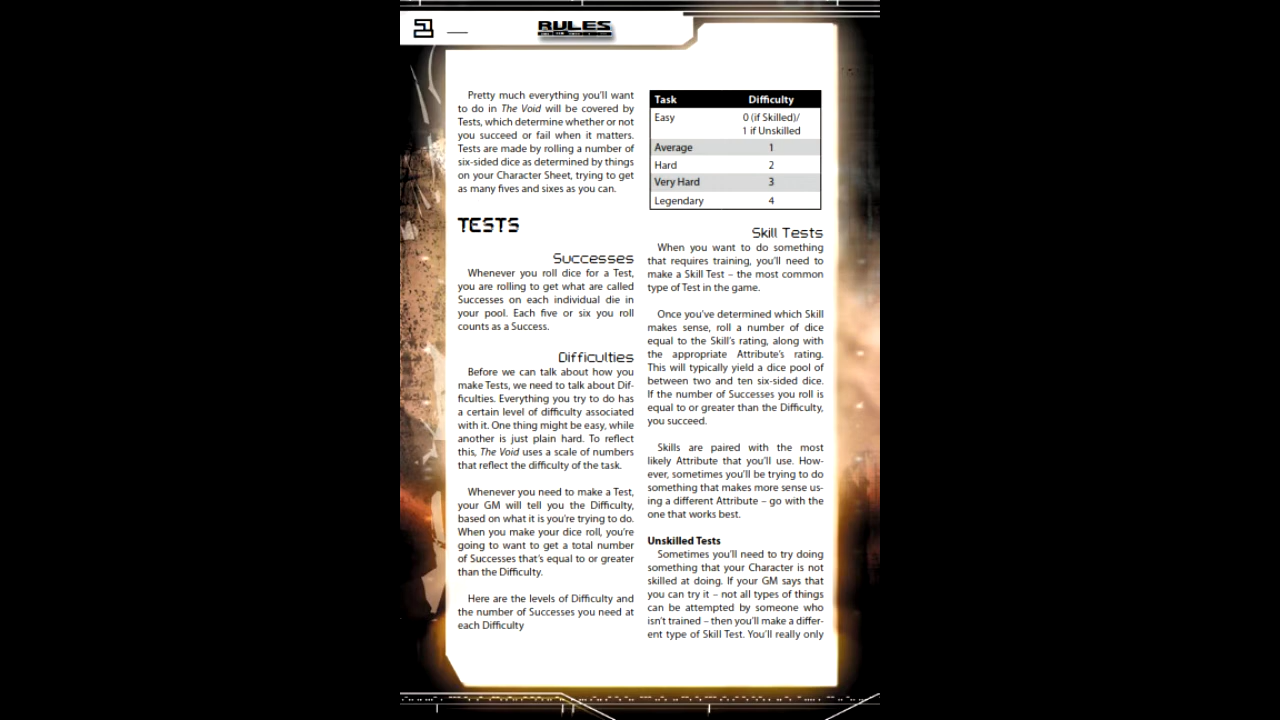 RULES
Pretty much everything you'll want
to do in The Void will be covered by
Tests, which determine whether or not
you succeed or fail when it matters.
Tests are made by rolling a number of
six-sided dice as determined by things
on your Character Sheet, trying to get
as many fives and sixes as you can.
TESTS
Successes
Whenever you roll dice for a Test,
you are rolling to get what are called
Successes on each individual die in
your pool. Each five or six you roll
counts as a Success.
Difficulties
Before we can talk about how you
make Tests, we need to talk about Dif-
ficulties. Everything you try to do has
a certain level of difficulty associated
with it. One thing might be easy, while
another is just plain hard. To reflect
this, The Void uses a scale of numbers
that reflect the difficulty of the task.
Whenever you need to make a Test,
your GM will tell you the Difficulty,
based on what it is you're trying to do.
When you make your dice roll, you're
going to want to get a total number
of Successes that's equal to or greater
than the Difficulty.
Here are the levels of Difficulty and
the number of Successes you need at
each Difficulty
Task Difficulty
Easy 0 (if Skilled)/
1 if Unskilled
Average 1
Hard 2
Very Hard 3
Legendary 4
Skill Tests
When you want to do something
that requires training, you'll need to
make a Skill Test – the most common
type of Test in the game.
Once you've determined which Skill
makes sense, roll a number of dice
equal to the Skill's rating, along with
the appropriate Attribute's rating.
This will typically yield a dice pool of
between two and ten six-sided dice.
If the number of Successes you roll is
equal to or greater than the Difficulty,
you succeed.
Skills are paired with the most
likely Attribute that you'll use. How-
ever, sometimes you'll be trying to do
something that makes more sense us-
ing a different Attribute – go with the
one that works best.
Unskilled Tests
Sometimes you'll need to try doing
something that your Character is not
skilled at doing. If your GM says that
you can try it – not all types of things
can be attempted by someone who
isn't trained – then you'll make a differ-
ent type of Skill Test. You'll really only